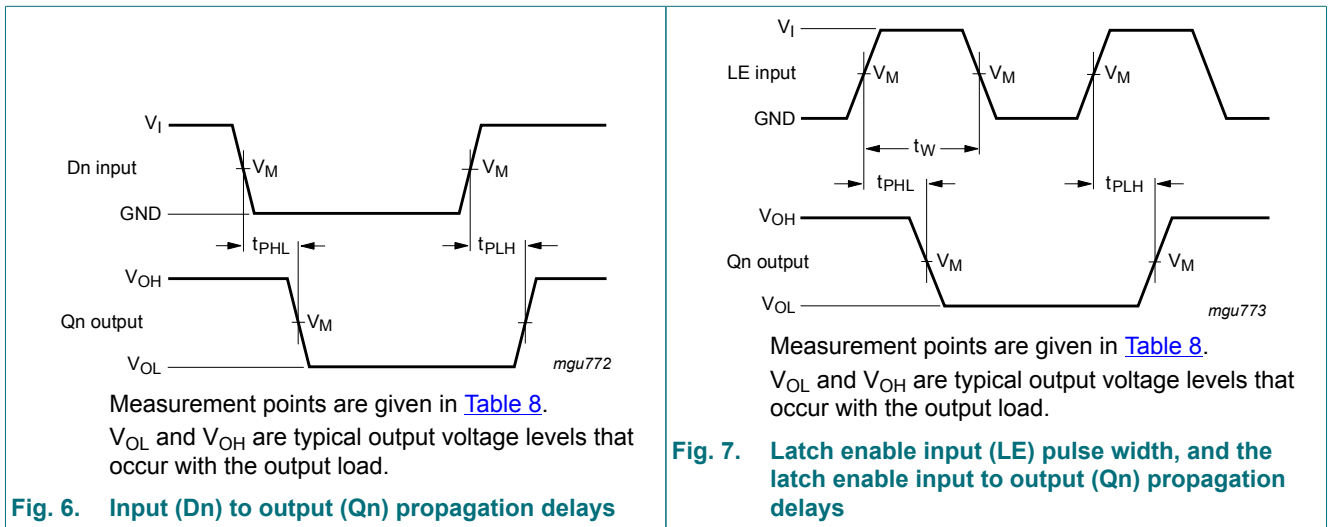 VI
Dn input
VM
VM
GND
tPHL
tPLH
VOH
Qn output
VM
VOL
mgu772
Measurement points are given in Table 8.
VOL and VOH are typical output voltage levels that
occur with the output load.
Fig. 6. Input (Dn) to output (Qn) propagation delays
VI
LE input
VM
VM
VM
GND
tW
tPHL
tPLH
VOH
Qn output
VM
VM
VOL
mgu773
Measurement points are given in Table 8.
VOL and VOH are typical output voltage levels that
occur with the output load.
Fig. 7. Latch enable input (LE) pulse width, and the
latch enable input to output (Qn) propagation
delays